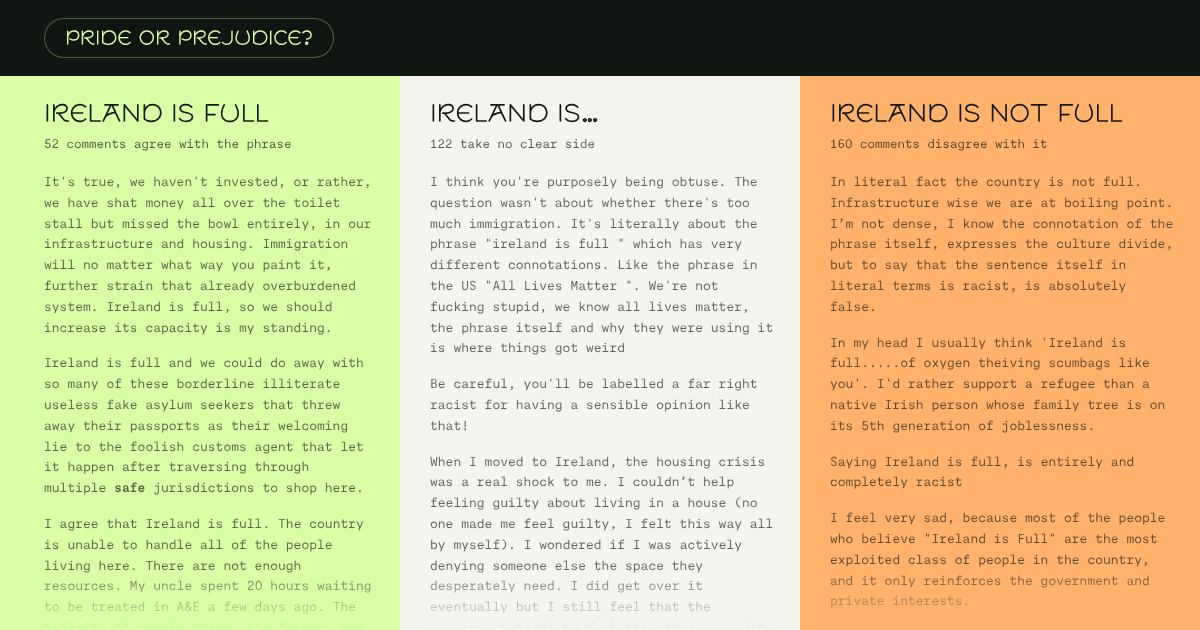 PRIDE OR PREJUDICE?
IRELAND IS FULL
52 comments agree with the phrase
It's true, we haven't invested, or rather,
we have shat money all over the toilet
stall but missed the bowl entirely, in our
infrastructure and housing. Immigration
will no matter what way you paint it,
further strain that already overburdened
system. Ireland is full, so we should
increase its capacity is my standing.
Ireland is full and we could do away with
so many of these borderline illiterate
useless fake asylum seekers that threw
away their passports as their welcoming
lie to the foolish customs agent that let
it happen after traversing through
multiple safe jurisdictions to shop here.
I agree that Ireland is full. The country
is unable to handle all of the people
living here. There are not enough
resources. My uncle spent 20 hours waiting
to be treated in A&E a few days ago. The
IRELAND IS...
122 take no clear side
I think you're purposely being obtuse. The
question wasn't about whether there's too
much immigration. It's literally about the
phrase "ireland is full " which has very
different connotations. Like the phrase in
the US "All Lives Matter ". We're not
fucking stupid, we know all lives matter,
the phrase itself and why they were using it
is where things got weird
Be careful, you'll be labelled a far right
racist for having a sensible opinion like
that!
When I moved to Ireland, the housing crisis
was a real shock to me. I couldn’t help
feeling guilty about living in a house (no
one made me feel guilty, I felt this way all
by myself). I wondered if I was actively
denying someone else the space they
desperately need. I did get over it
eventually but I still feel that the
IRELAND IS NOT FULL
160 comments disagree with it
In literal fact the country is not full.
Infrastructure wise we are at boiling point.
I’m not dense, I know the connotation of the
phrase itself, expresses the culture divide,
but to say that the sentence itself in
literal terms is racist, is absolutely
false.
In my head I usually think 'Ireland is
full.....of oxygen theiving scumbags like
you'. I'd rather support a refugee than a
native Irish person whose family tree is on
its 5th generation of joblessness.
Saying Ireland is full, is entirely and
completely racist
I feel very sad, because most of the people
who believe "Ireland is Full" are the most
exploited class of people in the country,
and it only reinforces the government and
private interests.